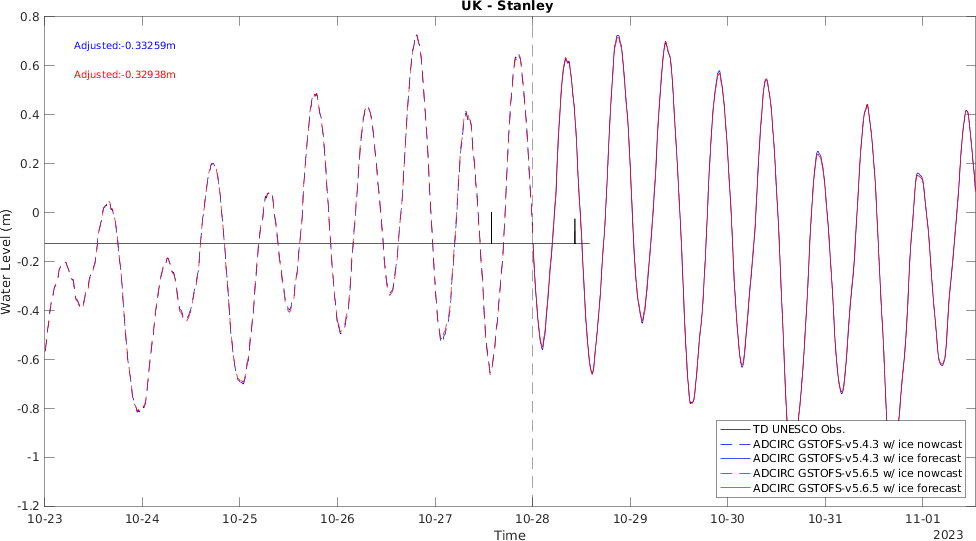 UK - Stanley
0.8
0.6
0.4
0.2
0
-0.2
-0.4
-0.6
-0.8
-1
-1.2
Water Level (m)
Adjusted:-0.33259m
Adjusted:-0.32938m
TD UNESCO Obs.
ADCIRC GSTOFS-v5.4.3 w/ ice nowcast
ADCIRC GSTOFS-v5.4.3 w/ ice forecast
ADCIRC GSTOFS-v5.6.5 w/ ice nowcast
ADCIRC GSTOFS-v5.6.5 w/ ice forecast
10-23 10-24 10-25 10-26 10-27 10-28 10-29 10-30 10-31 11-01
Time
2023